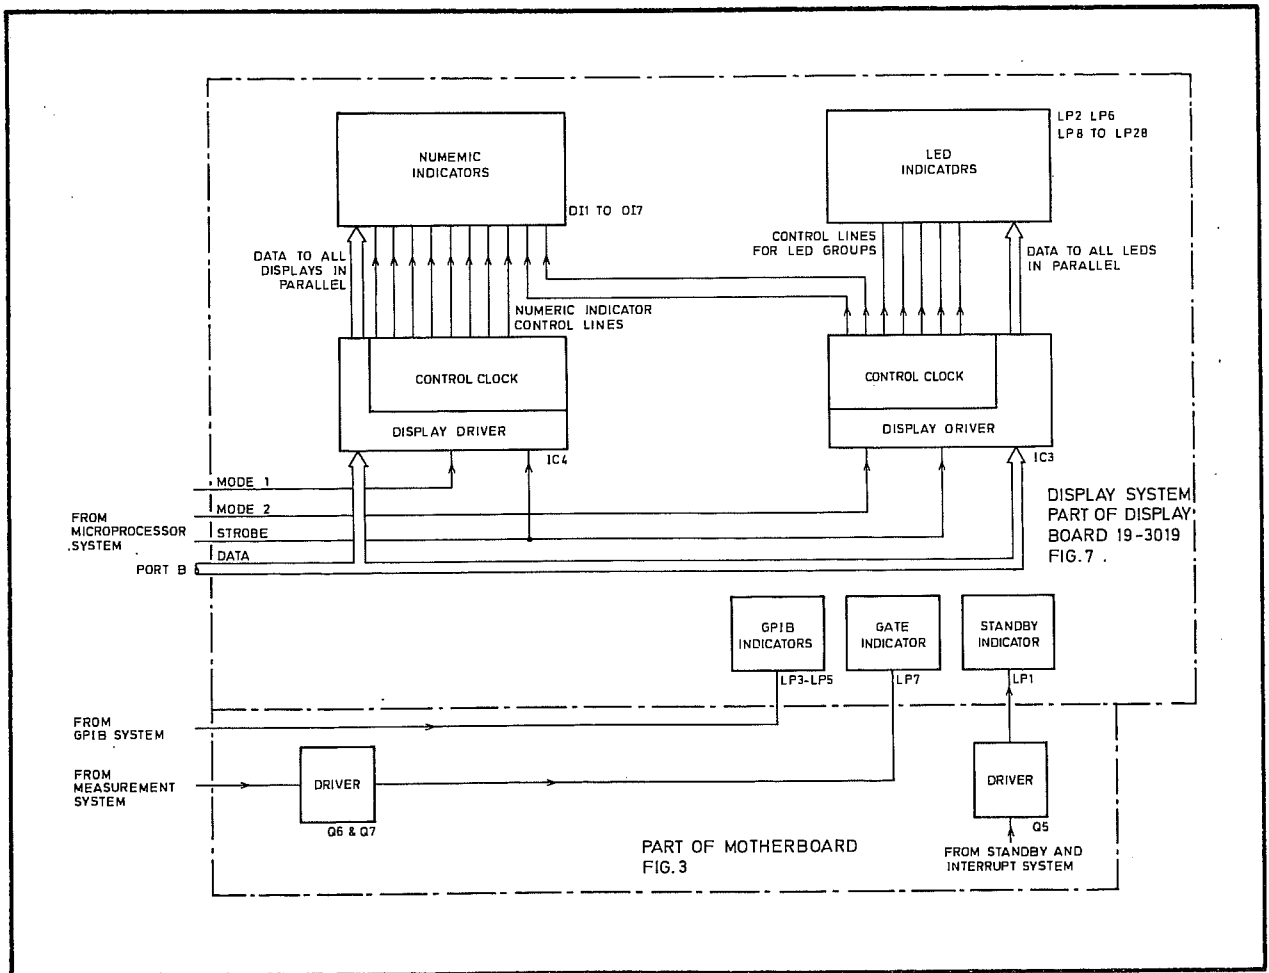 NUMEMIC
INDICATORS
LP2 LP6
LP8 TO LP28
LED
INDICATDRS
DI1 TO OI7
DATA TO ALL
DISPLAYS IN
PARALLEL
CONTROL LINES
FOR LED GROUPS
DATA TO ALL LEDS
IN PARALLEL
NUMERIC INDICATOR
CONTROL LINES
CONTROL CLOCK
DISPLAY DRIVER
IC4
CONTROL CLOCK
DISPLAY ORIVER
IC3
MODE 1
MODE 2
FROM
MICROPROCESSOR
SYSTEM
STROBE
DATA
PORT B
DISPLAY SYSTEM
PART OF DISPLAY
BOARD 19-3019
FIG.7 .
GPIB
INDICATORS
LP3-LP5
GATE
INDICATOR
LP7
STANDBY
INDICATOR
LP1
FROM
GPIB SYSTEM
FROM
MEASUREMENT
SYSTEM
DRIVER
Q6 & Q7
DRIVER
Q5
PART OF MOTHERBOARD
FIG.3
FROM STANDBY AND
INTERRUPT SYSTEM